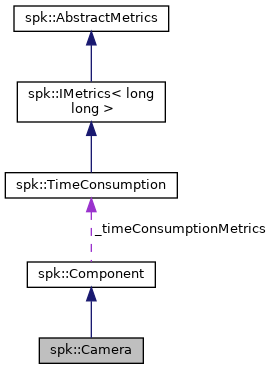 spk::AbstractMetrics
spk::IMetrics< long
long >
spk::TimeConsumption
_timeConsumptionMetrics
spk::Component
spk::Camera